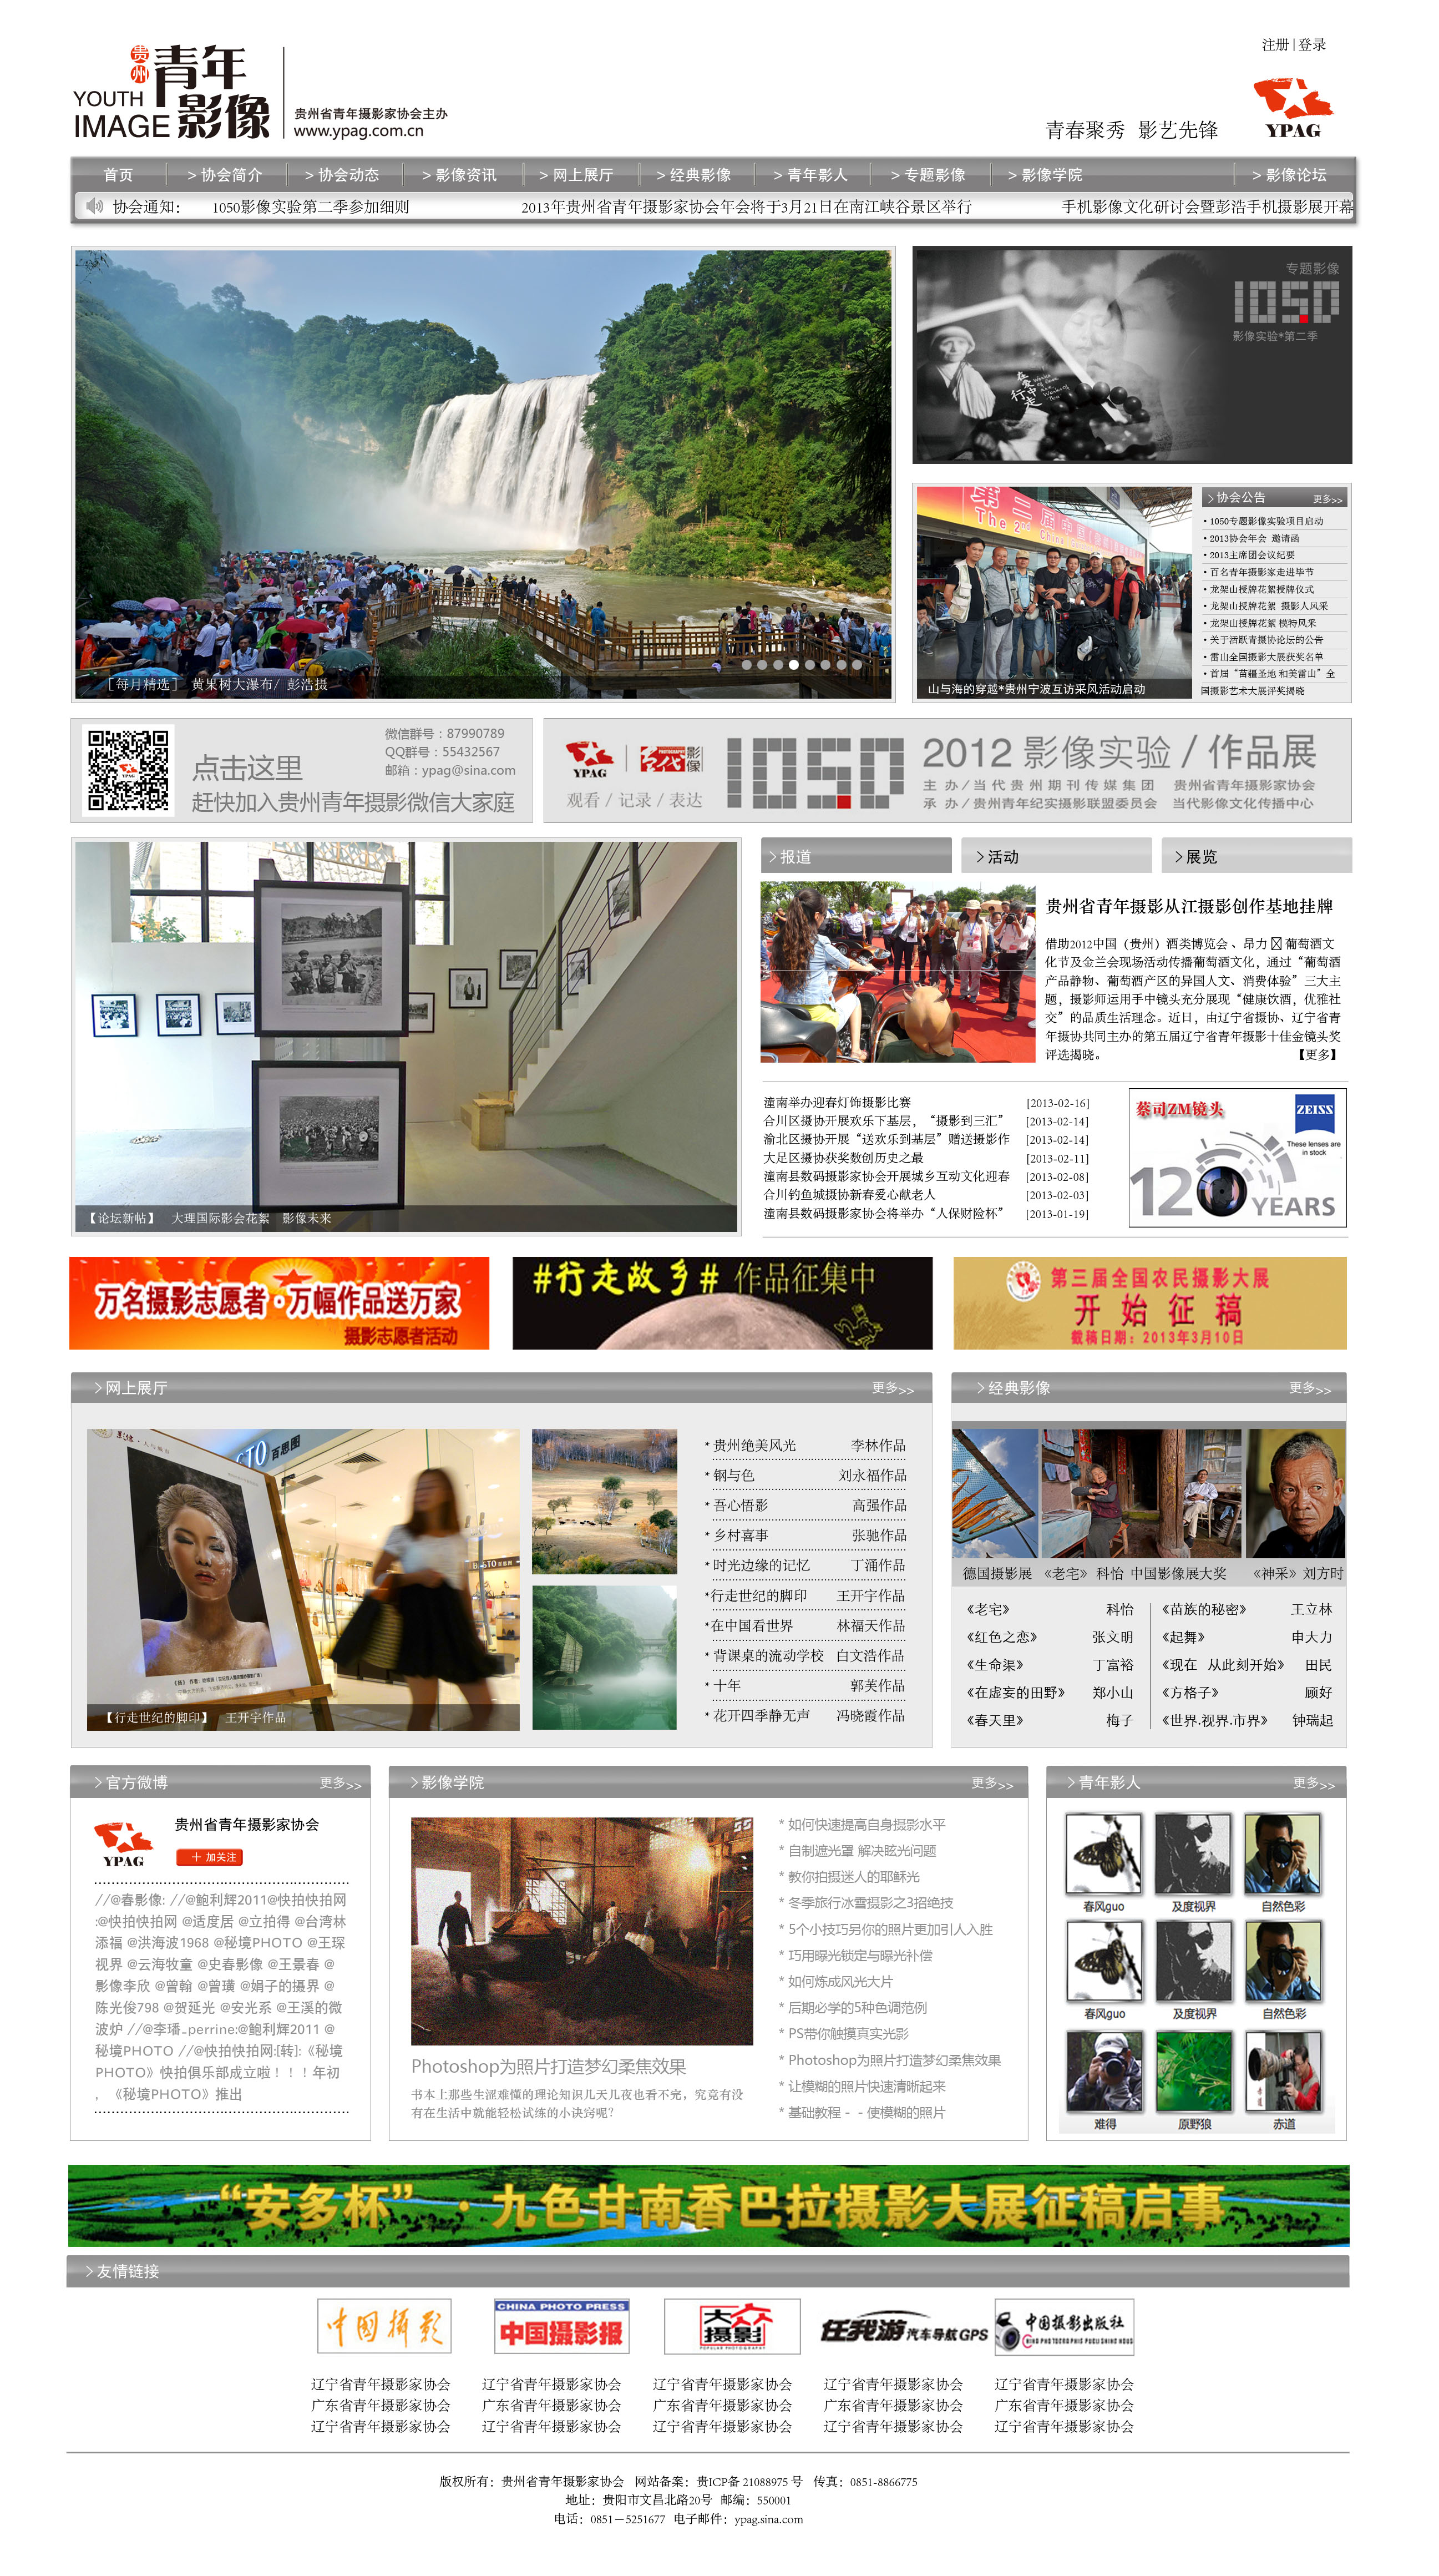 注册 | 登录
贵州
青年影像
YOUTH IMAGE
贵州省青年摄影家协会主办
www.ypag.com.cn
青春聚秀  影艺先锋
YPAG
首页 > 协会简介 > 协会动态 > 影像资讯 > 网上展厅 > 经典影像 > 青年影人 > 专题影像 > 影像学院 > 影像论坛
协会通知： 1050影像实验第二季参加细则 2013年贵州省青年摄影家协会年会将于3月21日在南江峡谷景区举行 手机影像文化研讨会暨彭浩手机摄影展开幕
［每月精选］ 黄果树大瀑布/ 彭浩摄
专题影像
1050
影像实验*第二季
在爱中行走
第二届中国
The 2nd China
山与海的穿越*贵州宁波互访采风活动启动
> 协会公告 更多>>
• 1050专题影像实验项目启动
• 2013协会年会 邀请函
• 2013主席团会议纪要
• 百名青年摄影家走进毕节
• 龙架山授牌花絮授牌仪式
• 龙架山授牌花絮 摄影人风采
• 龙架山授牌花絮 模特风采
• 关于活跃青摄协论坛的公告
• 雷山全国摄影大展获奖名单
• 首届“苗疆圣地 和美雷山”全
国摄影艺术大展评奖揭晓
微信群号：87990789
QQ群号：55432567
邮箱：ypag@sina.com
点击这里
赶快加入贵州青年摄影微信大家庭
YPAG
PHOTOGRAPHY
当代影像
观看 / 记录 / 表达
1050
2012 影像实验 / 作品展
主 办 / 当代贵州期刊传媒集团 贵州省青年摄影家协会
承 办 / 贵州青年纪实摄影联盟委员会 当代影像文化传播中心
【论坛新帖】 大理国际影会花絮 影像未来
> 报道
> 活动
> 展览
贵州省青年摄影从江摄影创作基地挂牌
借助2012中国（贵州）酒类博览会 、昂力 葡萄酒文
化节及金兰会现场活动传播葡萄酒文化，通过“葡萄酒
产品静物、葡萄酒产区的异国人文、消费体验”三大主
题，摄影师运用手中镜头充分展现“健康饮酒，优雅社
交”的品质生活理念。近日，由辽宁省摄协、辽宁省青
年摄协共同主办的第五届辽宁省青年摄影十佳金镜头奖
评选揭晓。 【更多】
潼南举办迎春灯饰摄影比赛 [2013-02-16]
合川区摄协开展欢乐下基层，“摄影到三汇” [2013-02-14]
渝北区摄协开展“送欢乐到基层”赠送摄影作 [2013-02-14]
大足区摄协获奖数创历史之最 [2013-02-11]
潼南县数码摄影家协会开展城乡互动文化迎春 [2013-02-08]
合川钓鱼城摄协新春爱心献老人 [2013-02-03]
潼南县数码摄影家协会将举办“人保财险杯” [2013-01-19]
蔡司ZM镜头
ZEISS
These lenses are
in stock
120 YEARS
万名摄影志愿者·万幅作品送万家
摄影志愿者活动
#行走故乡# 作品征集中
第三届全国农民摄影大展
开始征稿
截稿日期：2013年3月10日
> 网上展厅 更多>>
百思图
【行走世纪的脚印】 王开宇作品
* 贵州绝美风光 李林作品
* 钢与色 刘永福作品
* 吾心悟影 高强作品
* 乡村喜事 张驰作品
* 时光边缘的记忆 丁涌作品
*行走世纪的脚印 王开宇作品
*在中国看世界 林福天作品
* 背课桌的流动学校 白文浩作品
* 十年 郭芙作品
* 花开四季静无声 冯晓霞作品
> 经典影像 更多>>
德国摄影展 《老宅》 科怡 中国影像展大奖 《神采》刘方时
《老宅》 科怡 《苗族的秘密》 王立林
《红色之恋》 张文明 《起舞》 申大力
《生命渠》 丁富裕 《现在 从此刻开始》 田民
《在虚妄的田野》 郑小山 《方格子》 顾好
《春天里》 梅子 《世界.视界.市界》 钟瑞起
> 官方微博 更多>>
YPAG
贵州省青年摄影家协会
+ 加关注
//@春影像: //@鲍利辉2011@快拍快拍网
:@快拍快拍网 @适度居 @立拍得 @台湾林
添福 @洪海波1968 @秘境PHOTO @王琛
视界 @云海牧童 @史春影像 @王景春 @
影像李欣 @曾翰 @曾璜 @娟子的摄界 @
陈光俊798 @贺延光 @安光系 @王溪的微
波炉 //@李璠_perrine:@鲍利辉2011 @
秘境PHOTO //@快拍快拍网:[转]:《秘境
PHOTO》快拍俱乐部成立啦！！！年初
，《秘境PHOTO》推出
> 影像学院 更多>>
Photoshop为照片打造梦幻柔焦效果
书本上那些生涩难懂的理论知识几天几夜也看不完，究竟有没
有在生活中就能轻松试练的小诀窍呢？
* 如何快速提高自身摄影水平
* 自制遮光罩 解决眩光问题
* 教你拍摄迷人的耶稣光
* 冬季旅行冰雪摄影之3招绝技
* 5个小技巧另你的照片更加引人入胜
* 巧用曝光锁定与曝光补偿
* 如何炼成风光大片
* 后期必学的5种色调范例
* PS带你触摸真实光影
* Photoshop为照片打造梦幻柔焦效果
* 让模糊的照片快速清晰起来
* 基础教程－－使模糊的照片
> 青年影人 更多>>
春风guo 及度视界 自然色彩
春风guo 及度视界 自然色彩
难得 原野狼 赤道
“安多杯”·九色甘南香巴拉摄影大展征稿启事
> 友情链接
中国摄影
CHINA PHOTO PRESS
中国摄影报
大众摄影
POPULAR PHOTOGRAPHY
任我游汽车导航GPS
中国摄影出版社
辽宁省青年摄影家协会 辽宁省青年摄影家协会 辽宁省青年摄影家协会 辽宁省青年摄影家协会 辽宁省青年摄影家协会
广东省青年摄影家协会 广东省青年摄影家协会 广东省青年摄影家协会 广东省青年摄影家协会 广东省青年摄影家协会
辽宁省青年摄影家协会 辽宁省青年摄影家协会 辽宁省青年摄影家协会 辽宁省青年摄影家协会 辽宁省青年摄影家协会
版权所有：贵州省青年摄影家协会 网站备案：贵ICP备 21088975 号 传真：0851-8866775
地址：贵阳市文昌北路20号 邮编：550001
电话：0851－5251677 电子邮件：ypag.sina.com